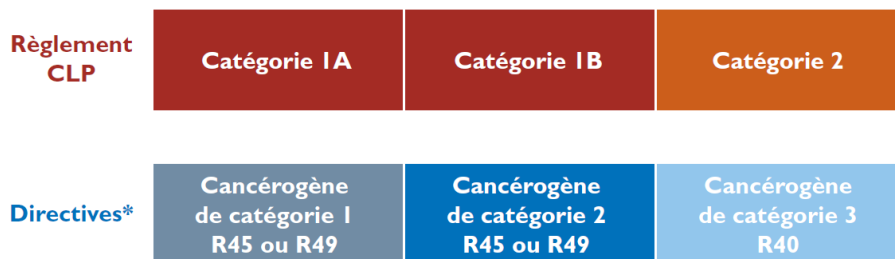 Règlement
CLP
Catégorie 1A
Catégorie 1B
Catégorie 2
Directives*
Cancérogène
de catégorie 1
R45 ou R49
Cancérogène
de catégorie 2
R45 ou R49
Cancérogène
de catégorie 3
R40